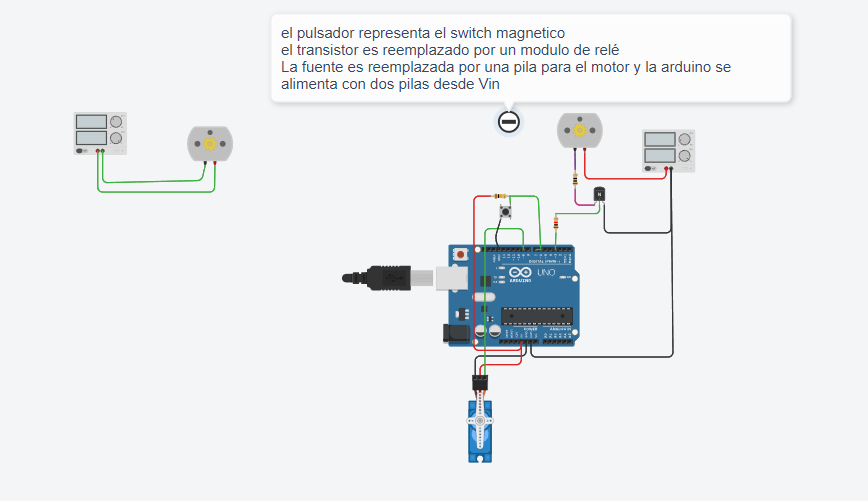 el pulsador representa el switch magnetico
el transistor es reemplazado por un modulo de relé
La fuente es reemplazada por una pila para el motor y la arduino se
alimenta con dos pilas desde Vin
N
DIGITAL (PWM~)
UNO
ARDUINO
POWER